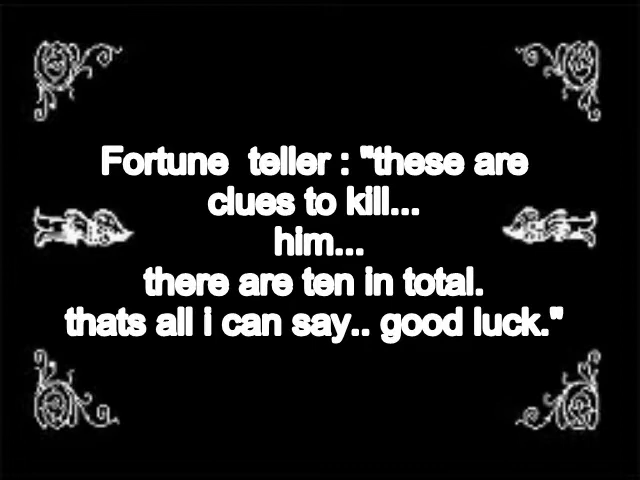 Fortune  teller : "these are
clues to kill...
him...
there are ten in total.
thats all i can say.. good luck."